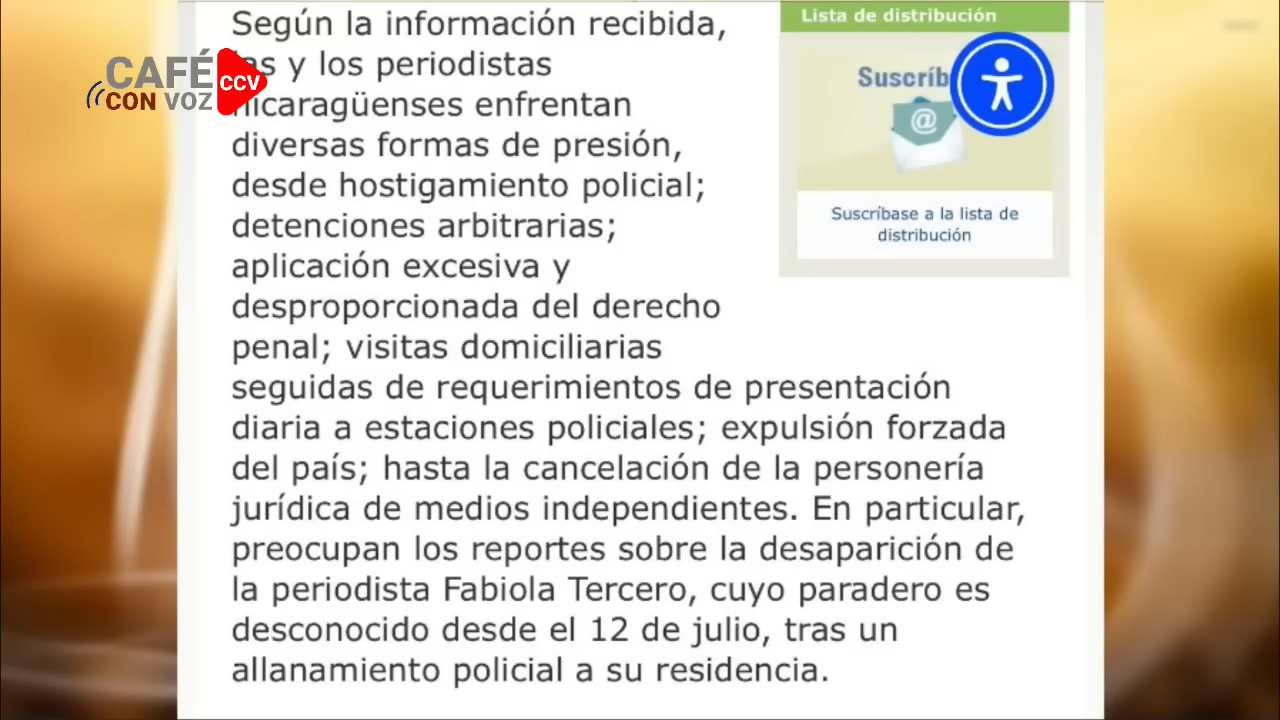 Según la información recibida,
y los periodistas
nicaragüenses enfrentan
diversas formas de presión,
desde hostigamiento policial;
detenciones arbitrarias;
aplicación excesiva y
desproporcionada del derecho
penal; visitas domiciliarias
seguidas de requerimientos de presentación
diaria a estaciones policiales; expulsión forzada
del país; hasta la cancelación de la personería
jurídica de medios independientes. En particular,
preocupan los reportes sobre la desaparición de
la periodista Fabiola Tercero, cuyo paradero es
desconocido desde el 12 de julio, tras un
allanamiento policial a su residencia.
CAFÉ
CON VOZ
CCV
Lista de distribución
@
Suscríbase a la lista de
distribución